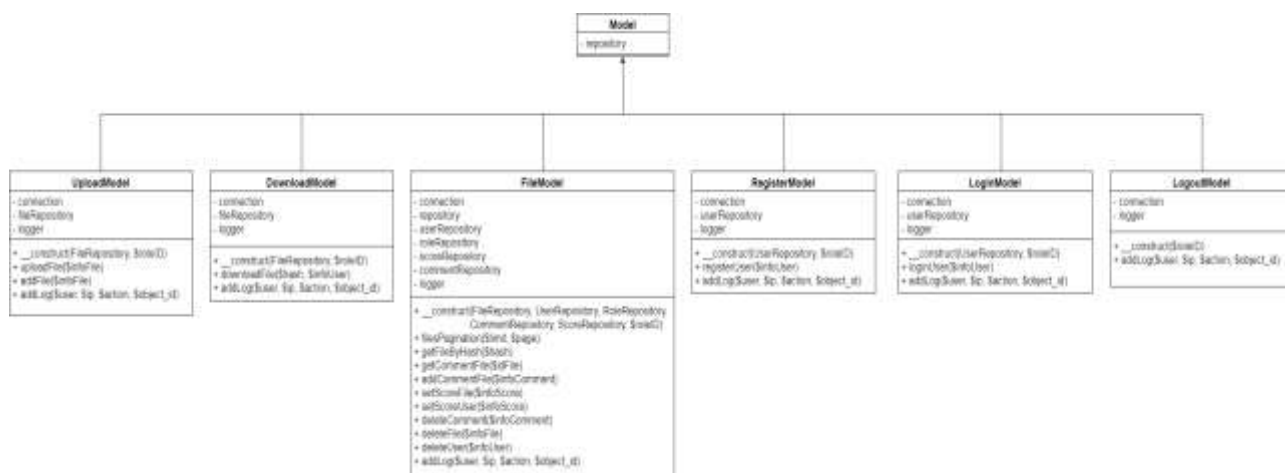 Model
- repository
UploadModel
- connection
- fileRepository
- logger
+ __construct(FileRepository, $roleID)
+ uploadFile($infoFile)
+ addFile($infoFile)
+ addLog($user, $ip, $action, $object_id)
DownloadModel
- connection
- fileRepository
- logger
+ __construct(FileRepository, $roleID)
+ downloadFile($hash, $infoUser)
+ addLog($user, $ip, $action, $object_id)
FileModel
- connection
- repository
- userRepository
- roleRepository
- scoreRepository
- commentRepository
- logger
+ __construct(FileRepository, UserRepository, RoleRepository,
CommentRepository, ScoreRepository, $roleID)
+ filesPagination($limit, $page)
+ getFileByHash($hash)
+ getCommentFile($idFile)
+ addCommentFile($infoComment)
+ setScoreFile($infoScore)
+ setScoreUser($infoScore)
+ deleteComment($infoComment)
+ deleteFile($infoFile)
+ deleteUser($infoUser)
+ addLog($user, $ip, $action, $object_id)
RegisterModel
- connection
- userRepository
- logger
+ __construct(UserRepository, $roleID)
+ registerUser($infoUser)
+ addLog($user, $ip, $action, $object_id)
LoginModel
- connection
- userRepository
- logger
+ __construct(UserRepository, $roleID)
+ loginUser($infoUser)
+ addLog($user, $ip, $action, $object_id)
LogoutModel
- connection
- logger
+ __construct($roleID)
+ addLog($user, $ip, $action, $object_id)